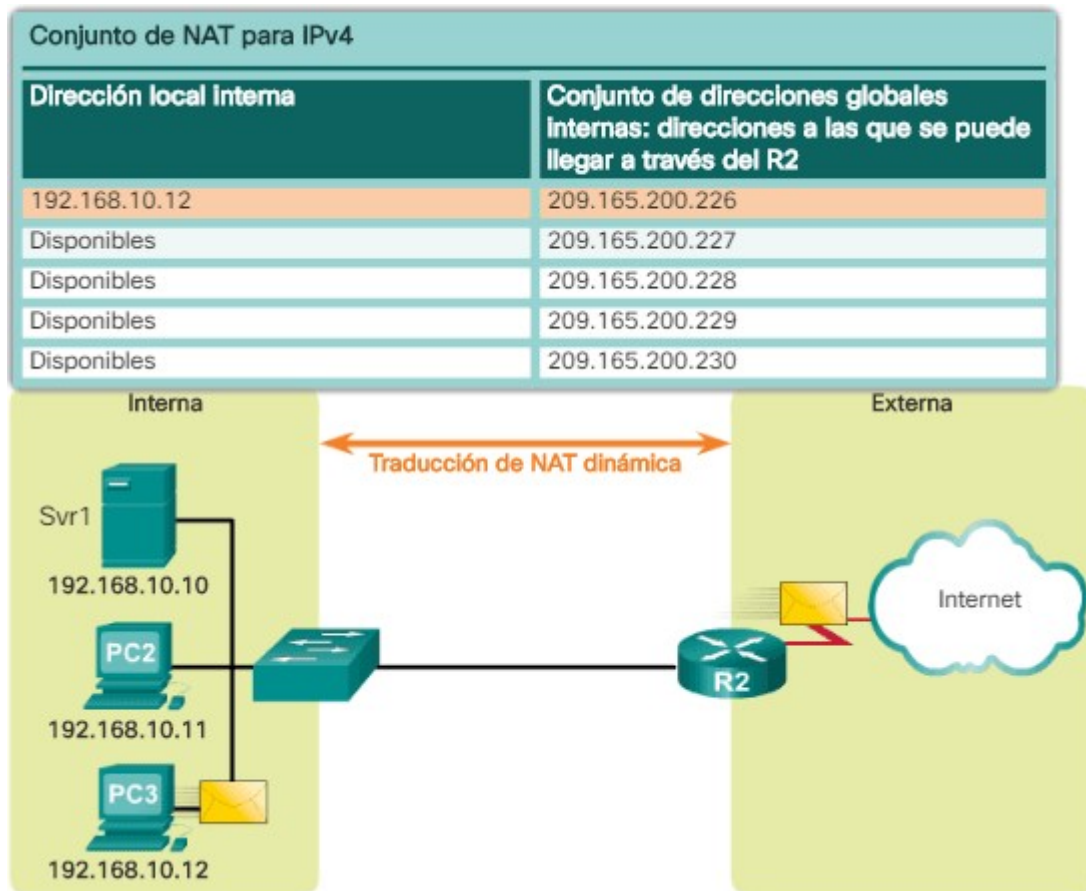 Conjunto de NAT para IPv4
Dirección local interna
Conjunto de direcciones globales
internas: direcciones a las que se puede
llegar a través del R2
192.168.10.12
209.165.200.226
Disponibles
209.165.200.227
Disponibles
209.165.200.228
Disponibles
209.165.200.229
Disponibles
209.165.200.230
Interna
Externa
Traducción de NAT dinámica
Svr1
192.168.10.10
Internet
PC2
R2
192.168.10.11
PC3
192.168.10.12